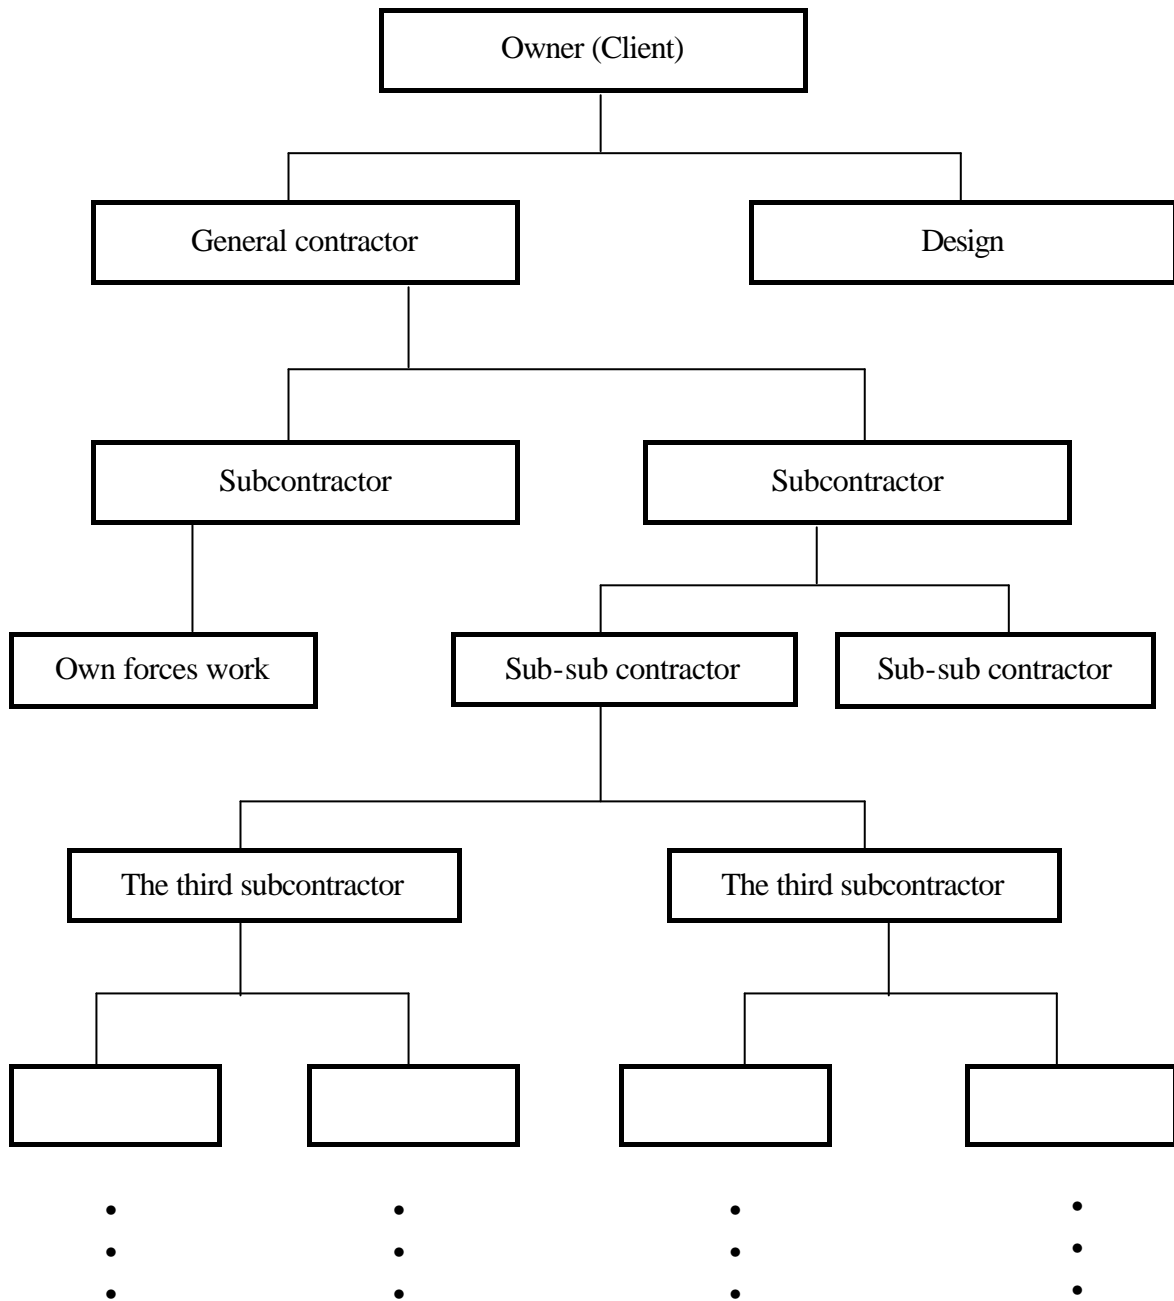 Owner (Client)
General contractor
Design
Subcontractor
Subcontractor
Own forces work
Sub-sub contractor
Sub-sub contractor
The third subcontractor
The third subcontractor